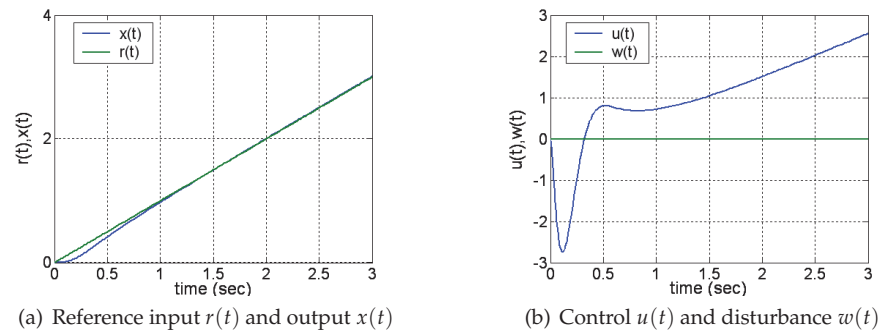 4
2
0
0 0.5 1 1.5 2 2.5 3
r(t),x(t)
time (sec)
x(t)
r(t)
(a) Reference input r(t) and output x(t)
3
2
1
0
-1
-2
-3
0 0.5 1 1.5 2 2.5 3
u(t),w(t)
time (sec)
u(t)
w(t)
(b) Control u(t) and disturbance w(t)